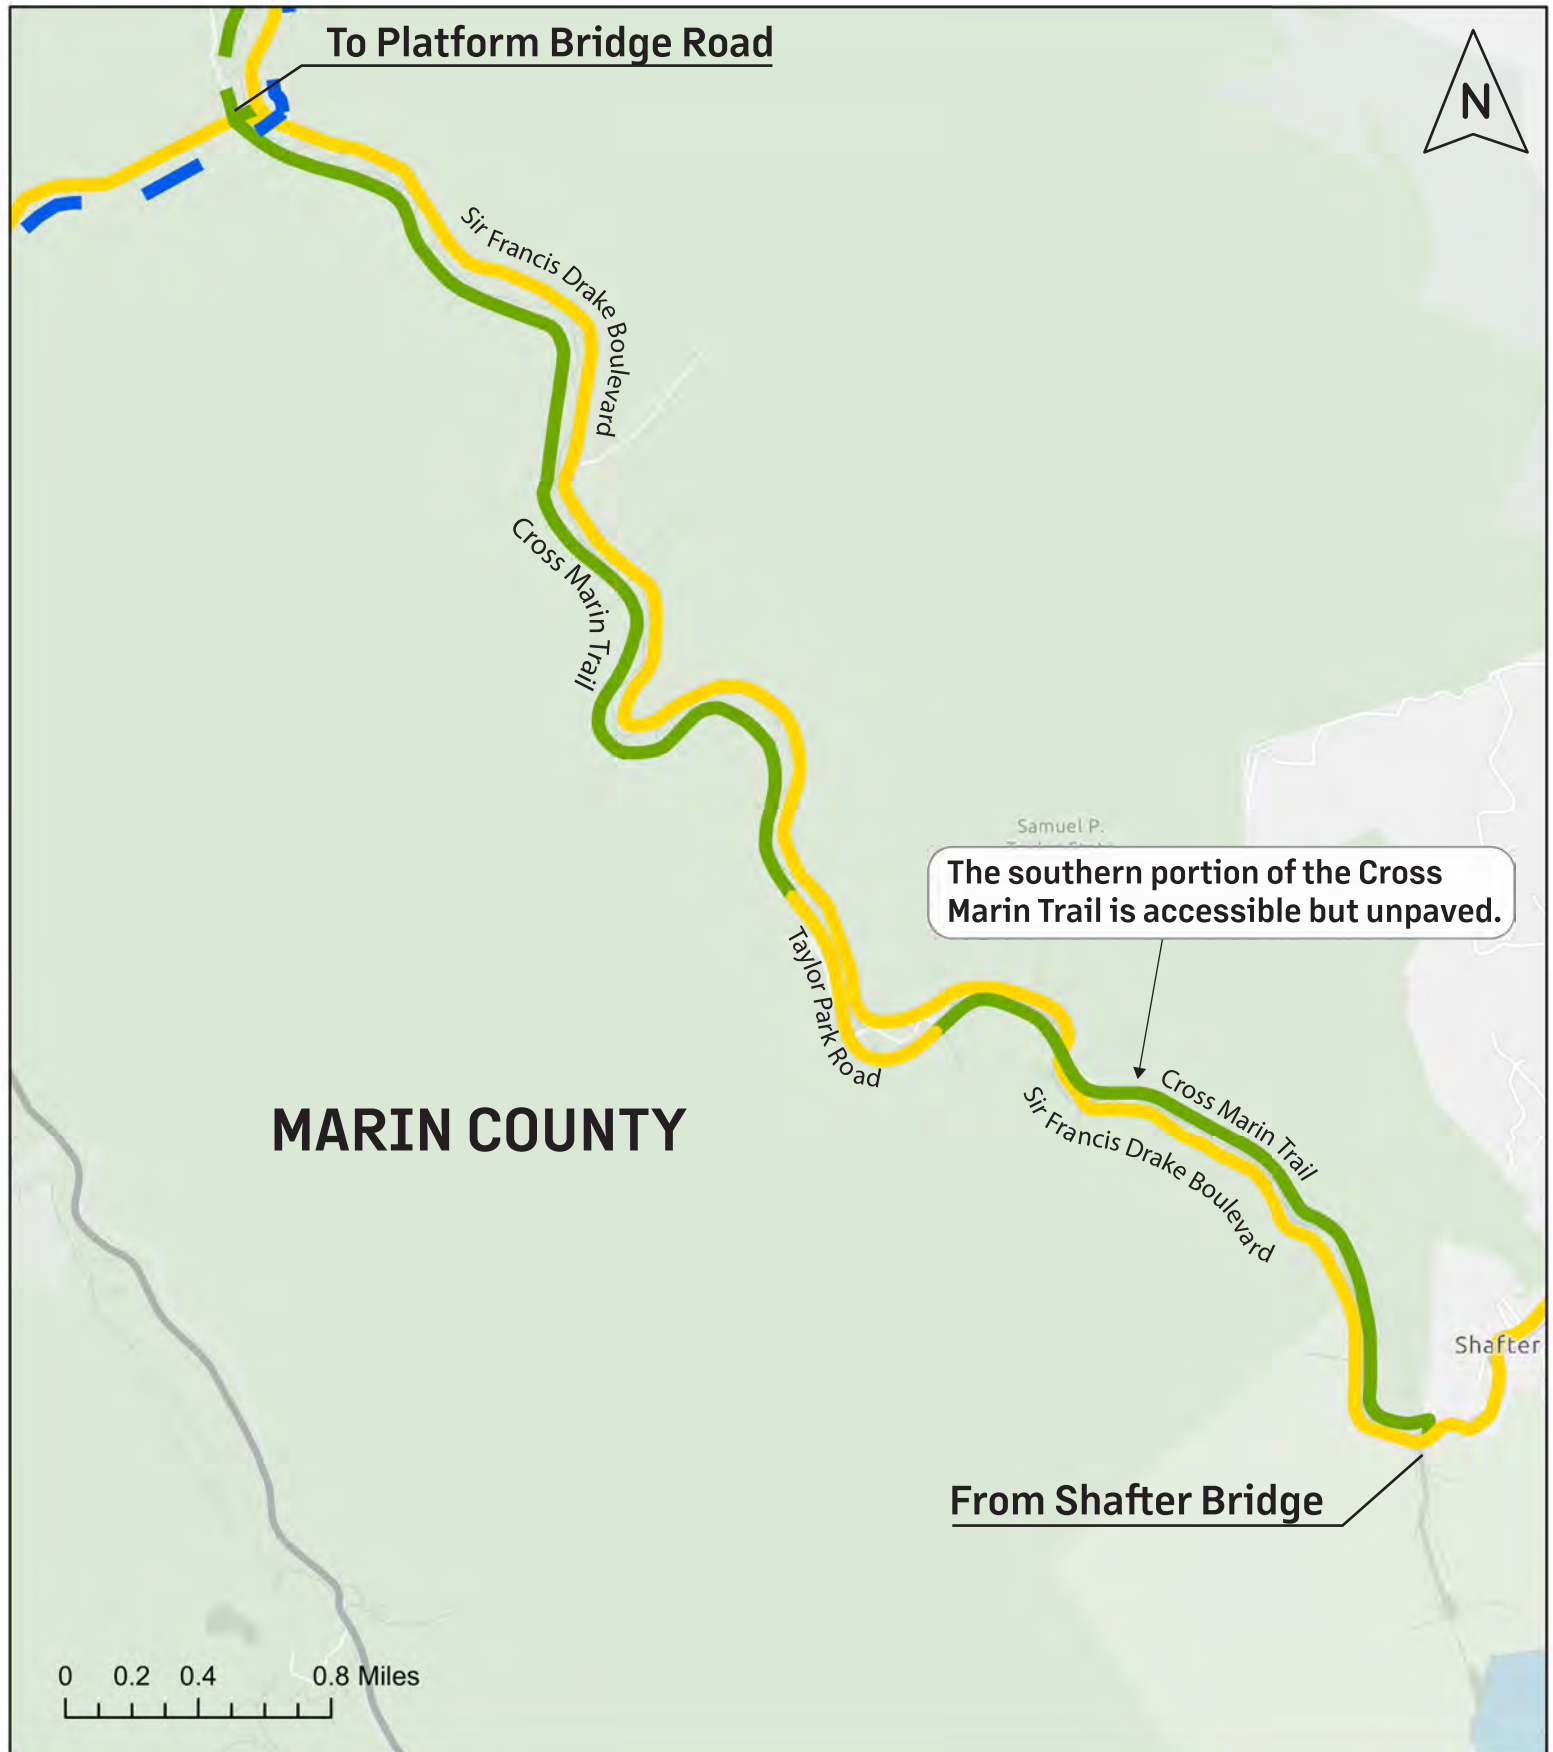 To Platform Bridge Road
N
Sir Francis Drake Boulevard
Cross Marin Trail
Samuel P.
The southern portion of the Cross
Marin Trail is accessible but unpaved.
Taylor Park Road
Cross Marin Trail
Sir Francis Drake Boulevard
MARIN COUNTY
Shafter
From Shafter Bridge
0 0.2 0.4 0.8 Miles